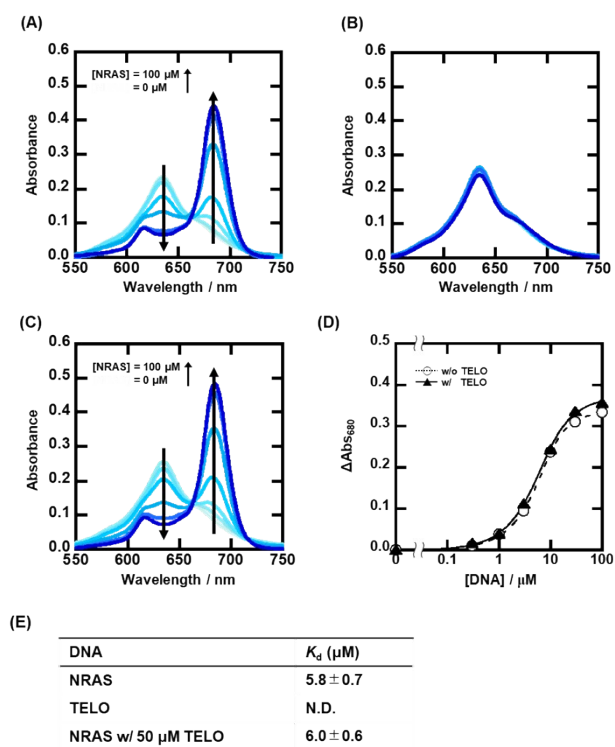 (A)
0.6
0.5
0.4
0.3
0.2
0.1
0.0
Absorbance
[NRAS] = 100 μM
= 0 μM
550 600 650 700 750
Wavelength / nm
(B)
0.6
0.5
0.4
0.3
0.2
0.1
0.0
Absorbance
550 600 650 700 750
Wavelength / nm
(C)
0.6
0.5
0.4
0.3
0.2
0.1
0.0
Absorbance
[NRAS] = 100 μM
= 0 μM
550 600 650 700 750
Wavelength / nm
(D)
0.6
0.5
0.4
0.3
0.2
0.1
0.0
ΔAbs680
w/o TELO
w/ TELO
0 0.1 1 10 100
[DNA] / μM
(E)
DNA Kd (μM)
NRAS 5.8±0.7
TELO N.D.
NRAS w/ 50 μM TELO 6.0±0.6